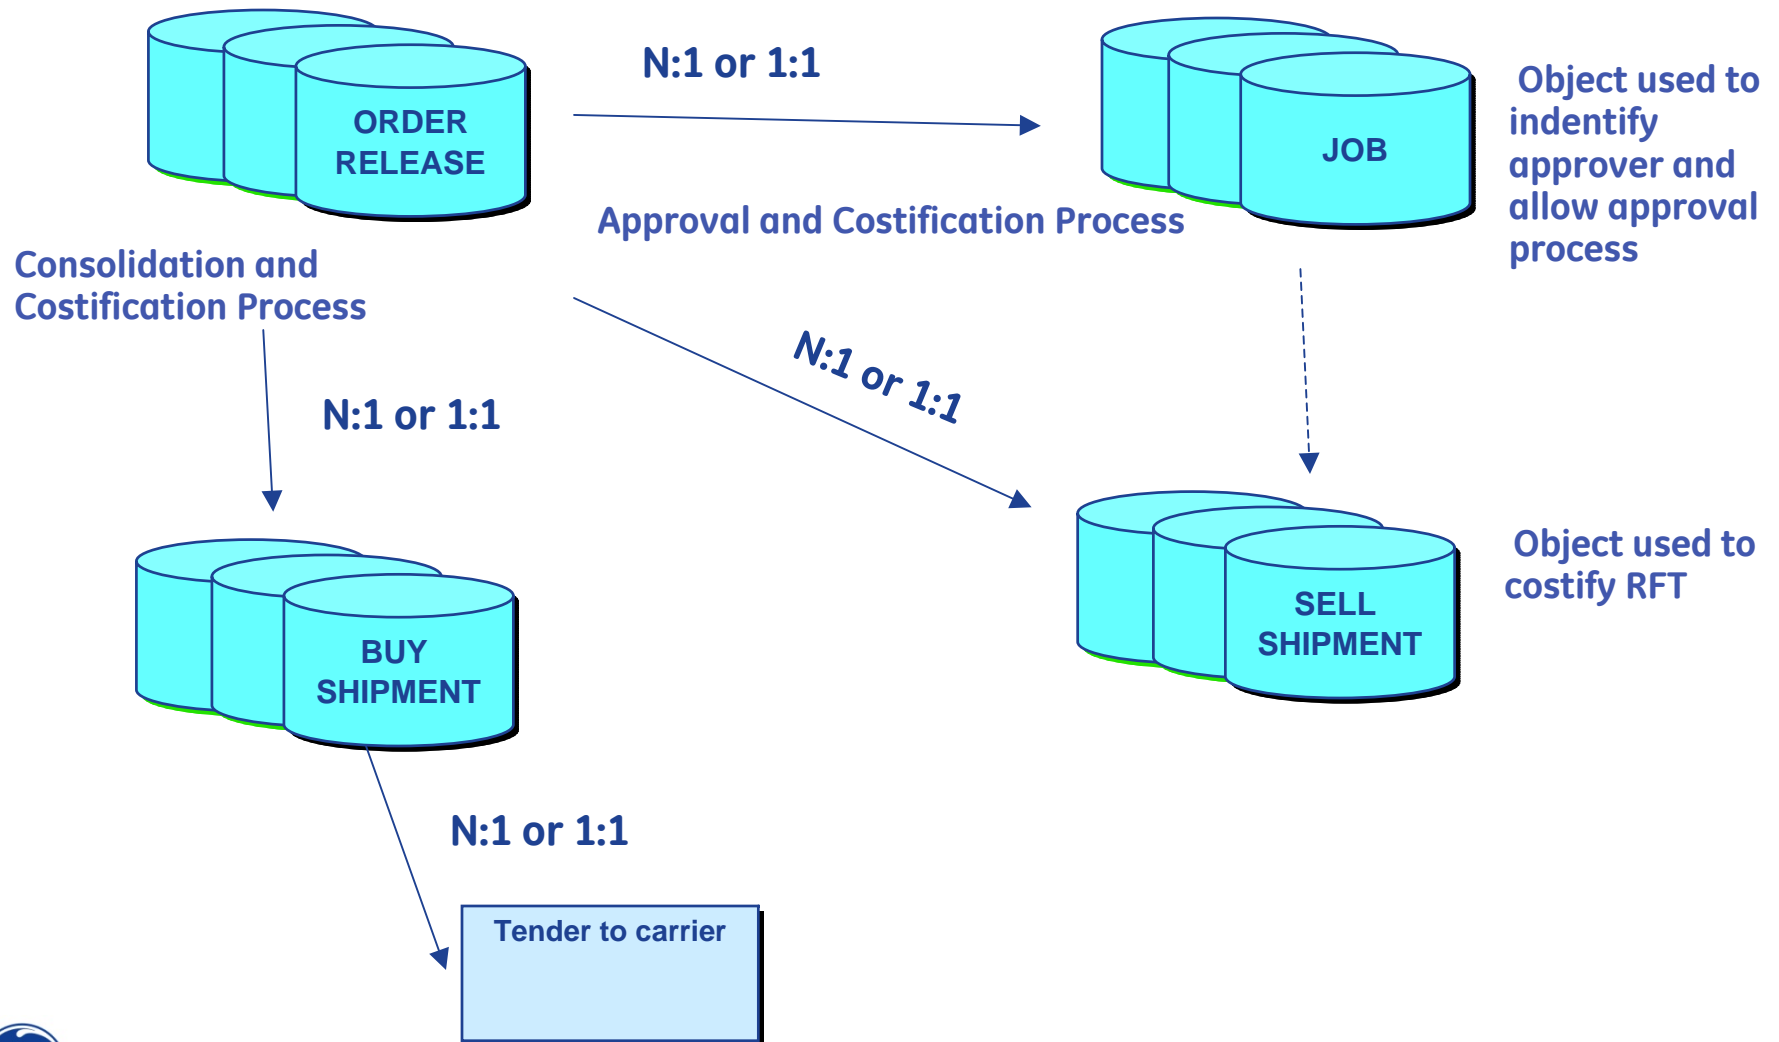 ORDER
RELEASE
N:1 or 1:1
JOB
Object used to
indentify
approver and
allow approval
process
Approval and Costification Process
Consolidation and
Costification Process
N:1 or 1:1
N:1 or 1:1
BUY
SHIPMENT
SELL
SHIPMENT
Object used to
costify RFT
N:1 or 1:1
Tender to carrier